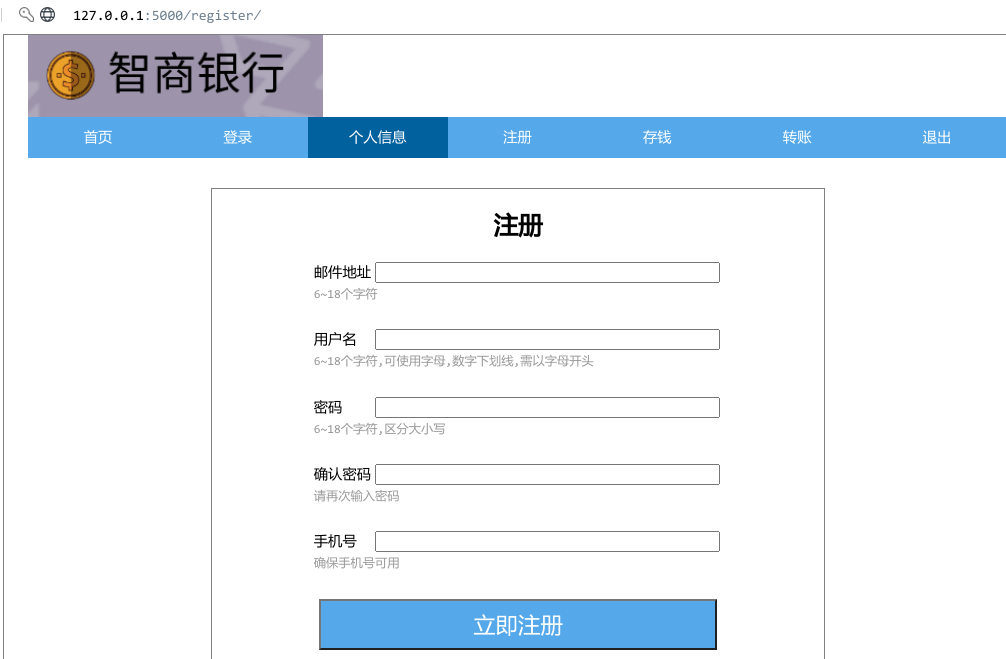 127.0.0.1:5000/register/
智商银行
首页 登录 个人信息 注册 存钱 转账 退出
注册
邮件地址
6~18个字符
用户名
6~18个字符,可使用字母,数字下划线,需以字母开头
密码
6~18个字符,区分大小写
确认密码
请再次输入密码
手机号
确保手机号可用
立即注册